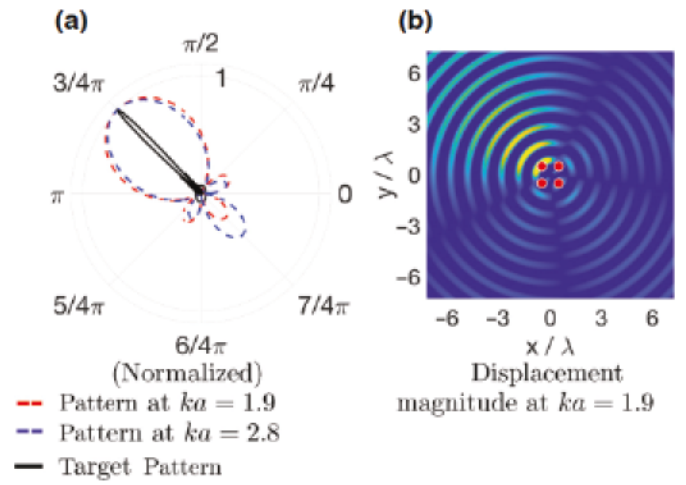 (a)
π/2
3/4π
1
π/4
π
0
5/4π
7/4π
6/4π
(Normalized)
Pattern at ka = 1.9
Pattern at ka = 2.8
Target Pattern
(b)
y / λ
6
3
0
−3
−6
−6 −3 0 3 6
x / λ
Displacement
magnitude at ka = 1.9